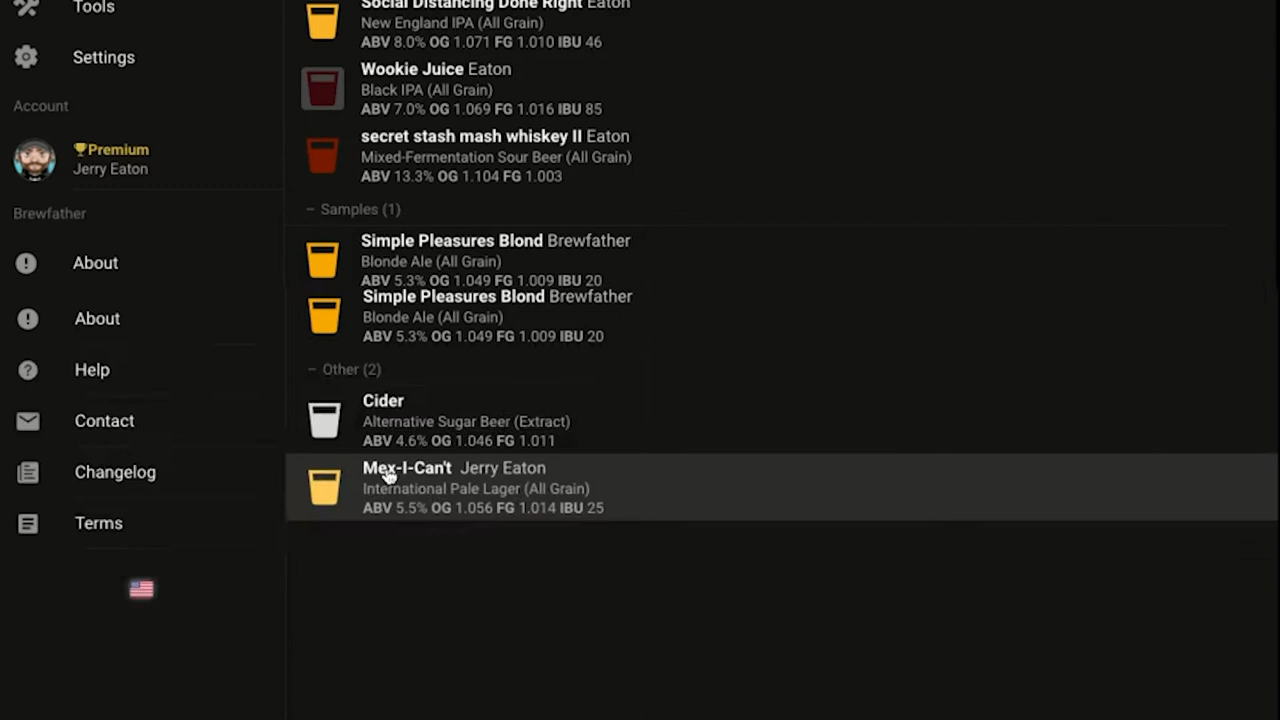 Tools
Settings
Account
Premium
Jerry Eaton
Brewfather
About
About
Help
Contact
Changelog
Terms
Social Distancing Done Right Eaton
New England IPA (All Grain)
ABV 8.0% OG 1.071 FG 1.010 IBU 46
Wookie Juice Eaton
Black IPA (All Grain)
ABV 7.0% OG 1.069 FG 1.016 IBU 85
secret stash mash whiskey II Eaton
Mixed-Fermentation Sour Beer (All Grain)
ABV 13.3% OG 1.104 FG 1.003
− Samples (1)
Simple Pleasures Blond Brewfather
Blonde Ale (All Grain)
ABV 5.3% OG 1.049 FG 1.009 IBU 20
Simple Pleasures Blond Brewfather
Blonde Ale (All Grain)
ABV 5.3% OG 1.049 FG 1.009 IBU 20
− Other (2)
Cider
Alternative Sugar Beer (Extract)
ABV 4.6% OG 1.046 FG 1.011
Mex-I-Can't Jerry Eaton
International Pale Lager (All Grain)
ABV 5.5% OG 1.056 FG 1.014 IBU 25